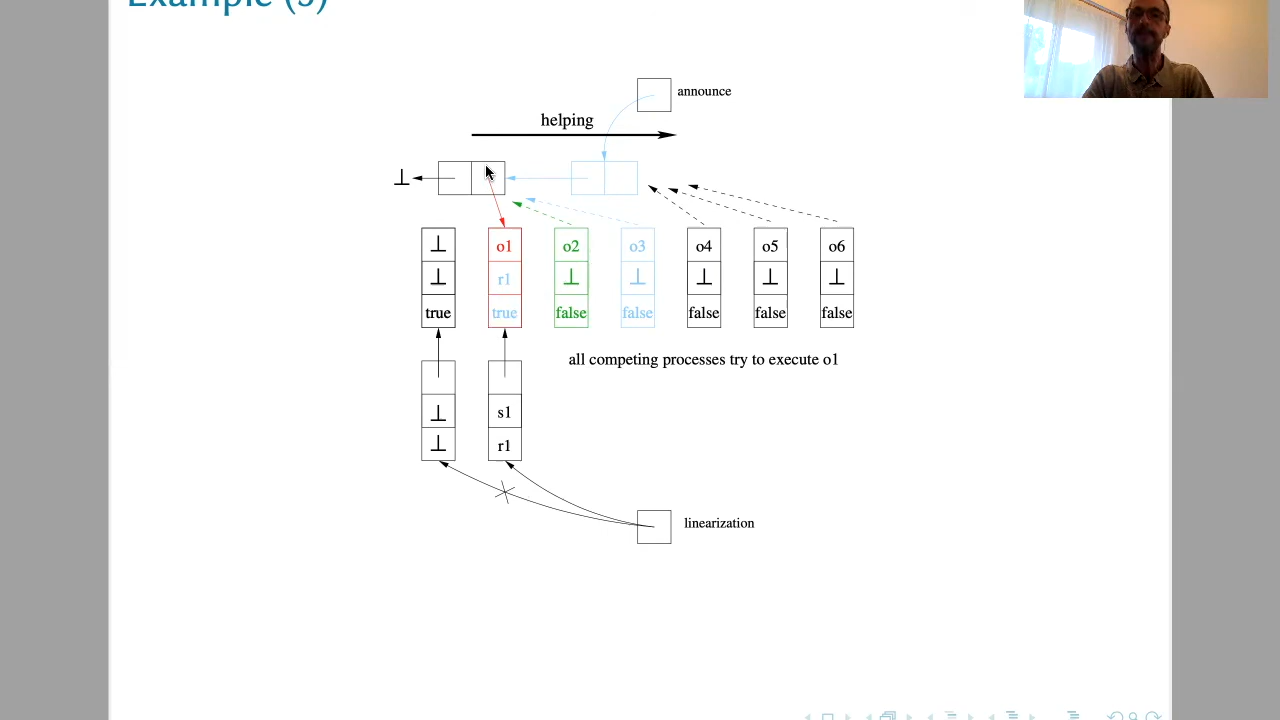 Example (5)
announce
helping
⊥
⊥ o1 o2 o3 o4 o5 o6
⊥ r1 ⊥ ⊥ ⊥ ⊥ ⊥
true true false false false false false
all competing processes try to execute o1
⊥ s1
⊥ r1
linearization